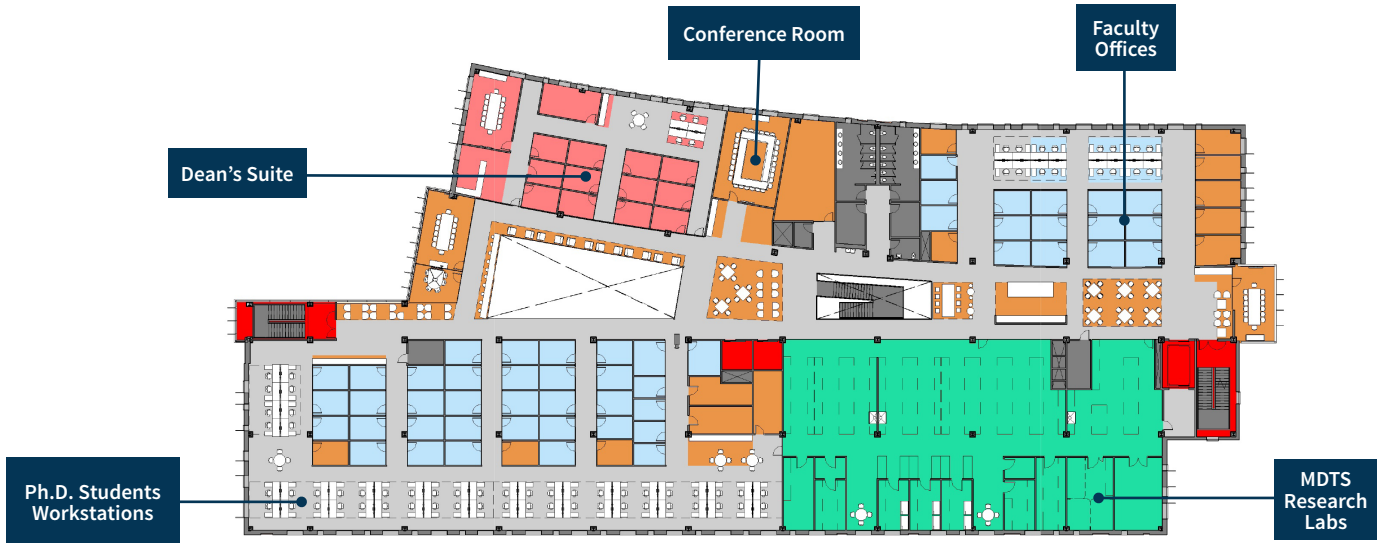 Conference Room
Faculty
Offices
Dean’s Suite
Ph.D. Students
Workstations
MDTS
Research
Labs